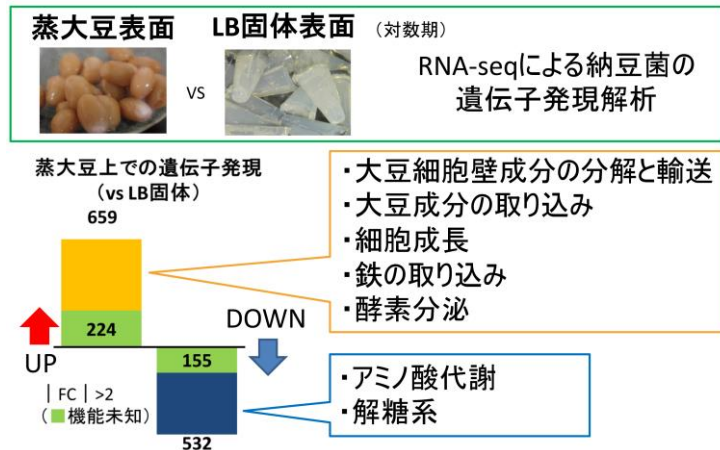 蒸大豆表面
LB固体表面 (対数期)
VS
RNA-seqによる納豆菌の
遺伝子発現解析
蒸大豆上での遺伝子発現
(vs LB固体)
659
224
UP
DOWN
155
532
|FC|>2
(■機能未知)
・大豆細胞壁成分の分解と輸送
・大豆成分の取り込み
・細胞成長
・鉄の取り込み
・酵素分泌
・アミノ酸代謝
・解糖系